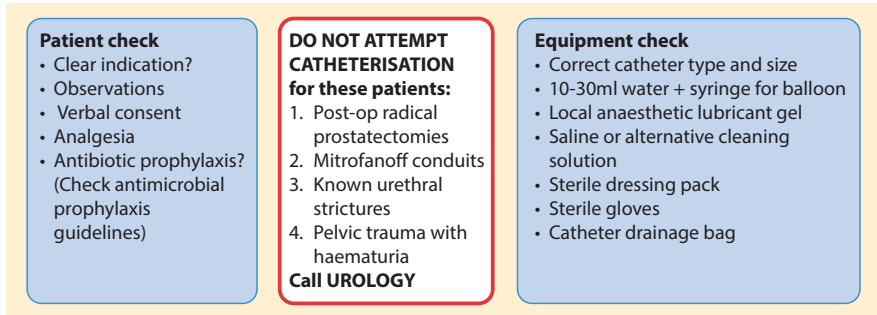 Patient check
• Clear indication?
• Observations
• Verbal consent
• Analgesia
• Antibiotic prophylaxis?
(Check antimicrobial
prophylaxis
guidelines)
DO NOT ATTEMPT
CATHETERISATION
for these patients:
1. Post-op radical
prostatectomies
2. Mitrofanoff conduits
3. Known urethral
strictures
4. Pelvic trauma with
haematuria
Call UROLOGY
Equipment check
• Correct catheter type and size
• 10-30ml water + syringe for balloon
• Local anaesthetic lubricant gel
• Saline or alternative cleaning
solution
• Sterile dressing pack
• Sterile gloves
• Catheter drainage bag